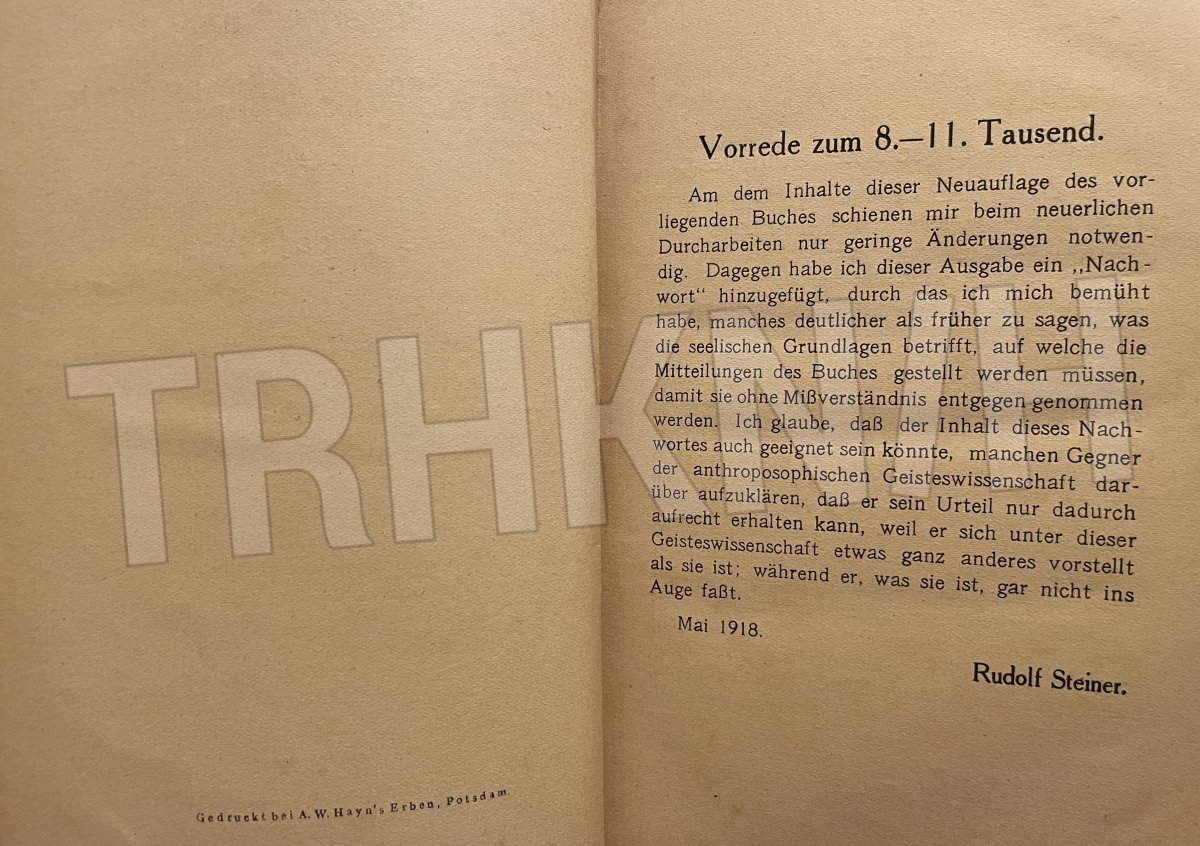 Gedruckt bei A. W. Hayn's Erben, Potsdam.
Vorrede zum 8.—11. Tausend.
Am dem Inhalte dieser Neuauflage des vor-
liegenden Buches schienen mir beim neuerlichen
Durcharbeiten nur geringe Änderungen notwen-
dig. Dagegen habe ich dieser Ausgabe ein „Nach-
wort“ hinzugefügt, durch das ich mich bemüht
habe, manches deutlicher als früher zu sagen, was
die seelischen Grundlagen betrifft, auf welche die
Mitteilungen des Buches gestellt werden müssen,
damit sie ohne Mißverständnis entgegen genommen
werden. Ich glaube, daß der Inhalt dieses Nach-
wortes auch geeignet sein könnte, manchen Gegner
der anthroposophischen Geisteswissenschaft dar-
über aufzuklären, daß er sein Urteil nur dadurch
aufrecht erhalten kann, weil er sich unter dieser
Geisteswissenschaft etwas ganz anderes vorstellt
als sie ist; während er, was sie ist, gar nicht ins
Auge faßt.
Mai 1918.
Rudolf Steiner.